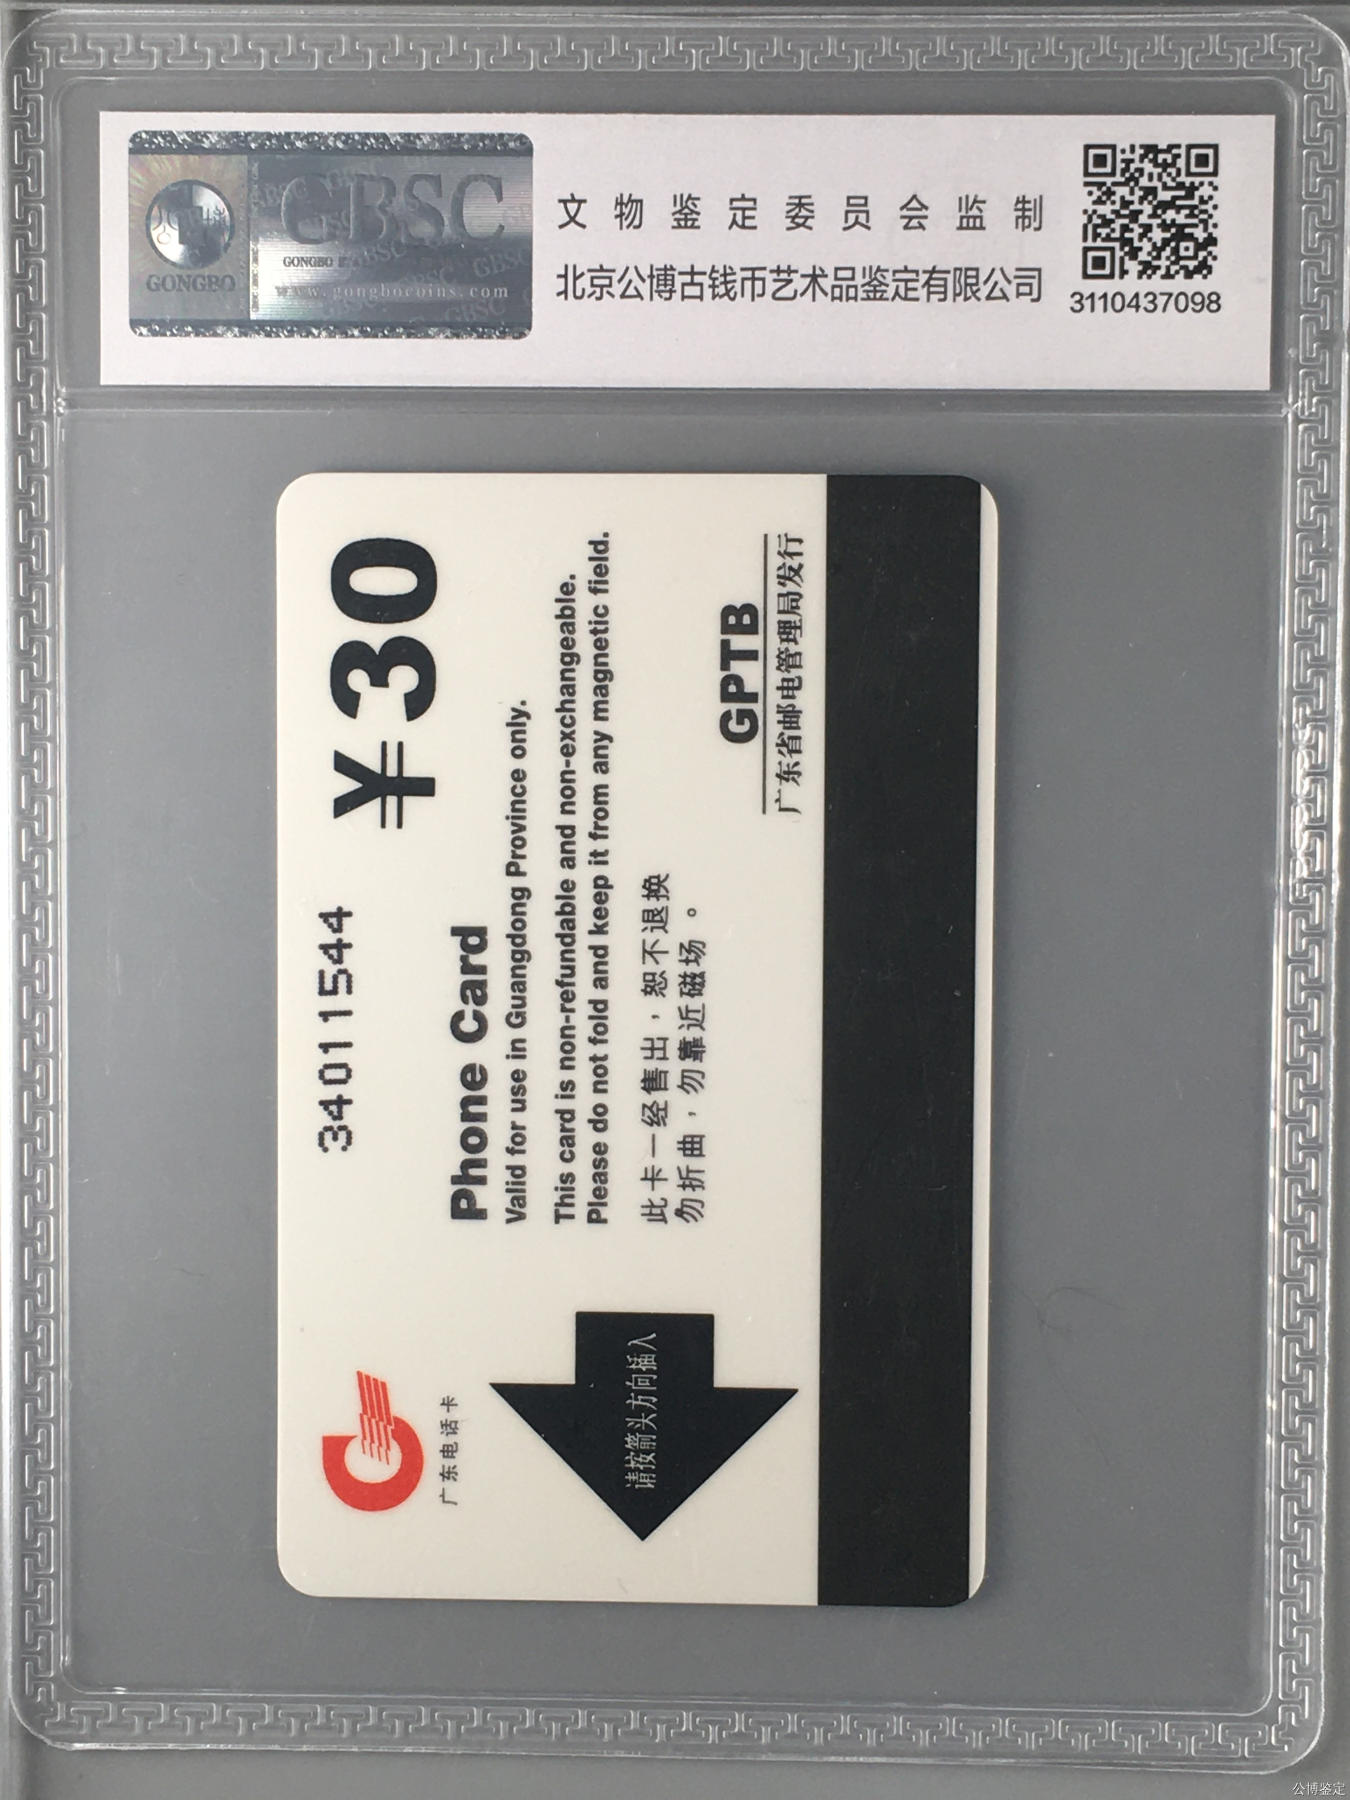 GBSC
GONGBO
www.gongbocoins.com
文物鉴定委员会监制
北京公博古钱币艺术品鉴定有限公司
3110437098
34011544
¥30
Phone Card
Valid for use in Guangdong Province only.
This card is non-refundable and non-exchangeable.
Please do not fold and keep it from any magnetic field.
此卡一经售出，恕不退换
勿折曲，勿靠近磁场。
GPTB
广东省邮电管理局发行
广东电话卡
请按箭头方向插入
公博鉴定